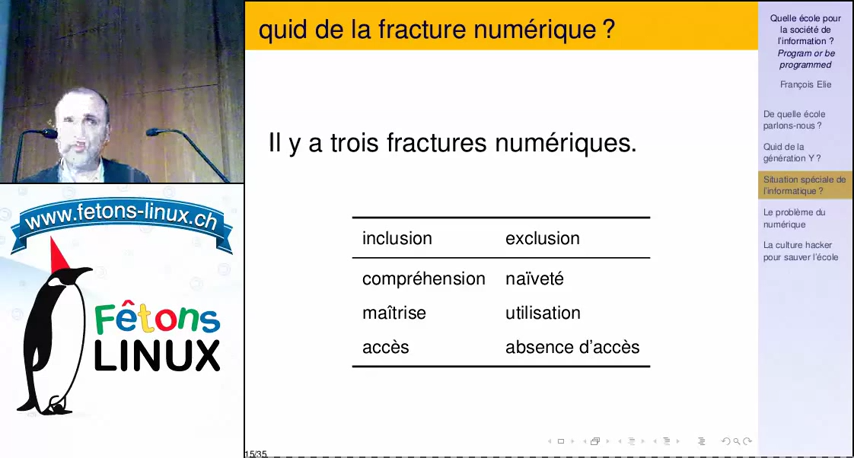 quid de la fracture numérique ?
Il y a trois fractures numériques.
inclusion exclusion
compréhension naïveté
maîtrise utilisation
accès absence d'accès
15/35
Quelle école pour
la société de
l'information ?
Program or be
programmed
François Elie
De quelle école
parlons-nous ?
Quid de la
génération Y ?
Situation spéciale de
l'informatique ?
Le problème du
numérique
La culture hacker
pour sauver l'école
www.fetons-linux.ch
Fêtons
LINUX